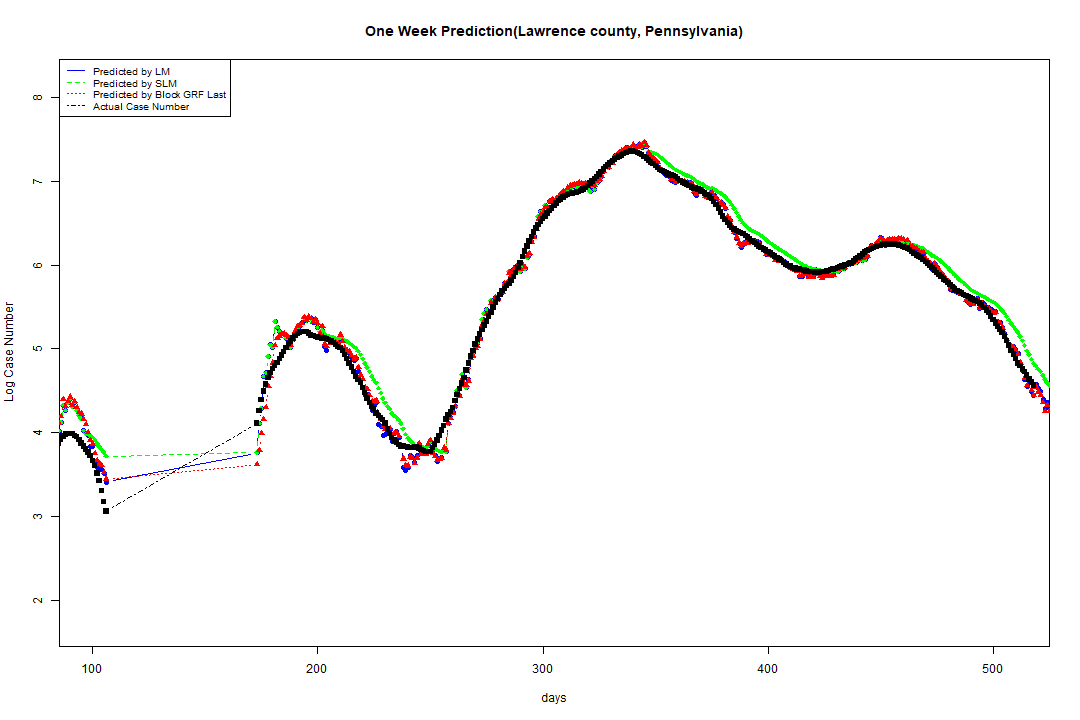 One Week Prediction(Lawrence county, Pennsylvania)
Predicted by LM
Predicted by SLM
Predicted by Block GRF Last
Actual Case Number
8
7
6
5
4
3
2
Log Case Number
100 200 300 400 500
days